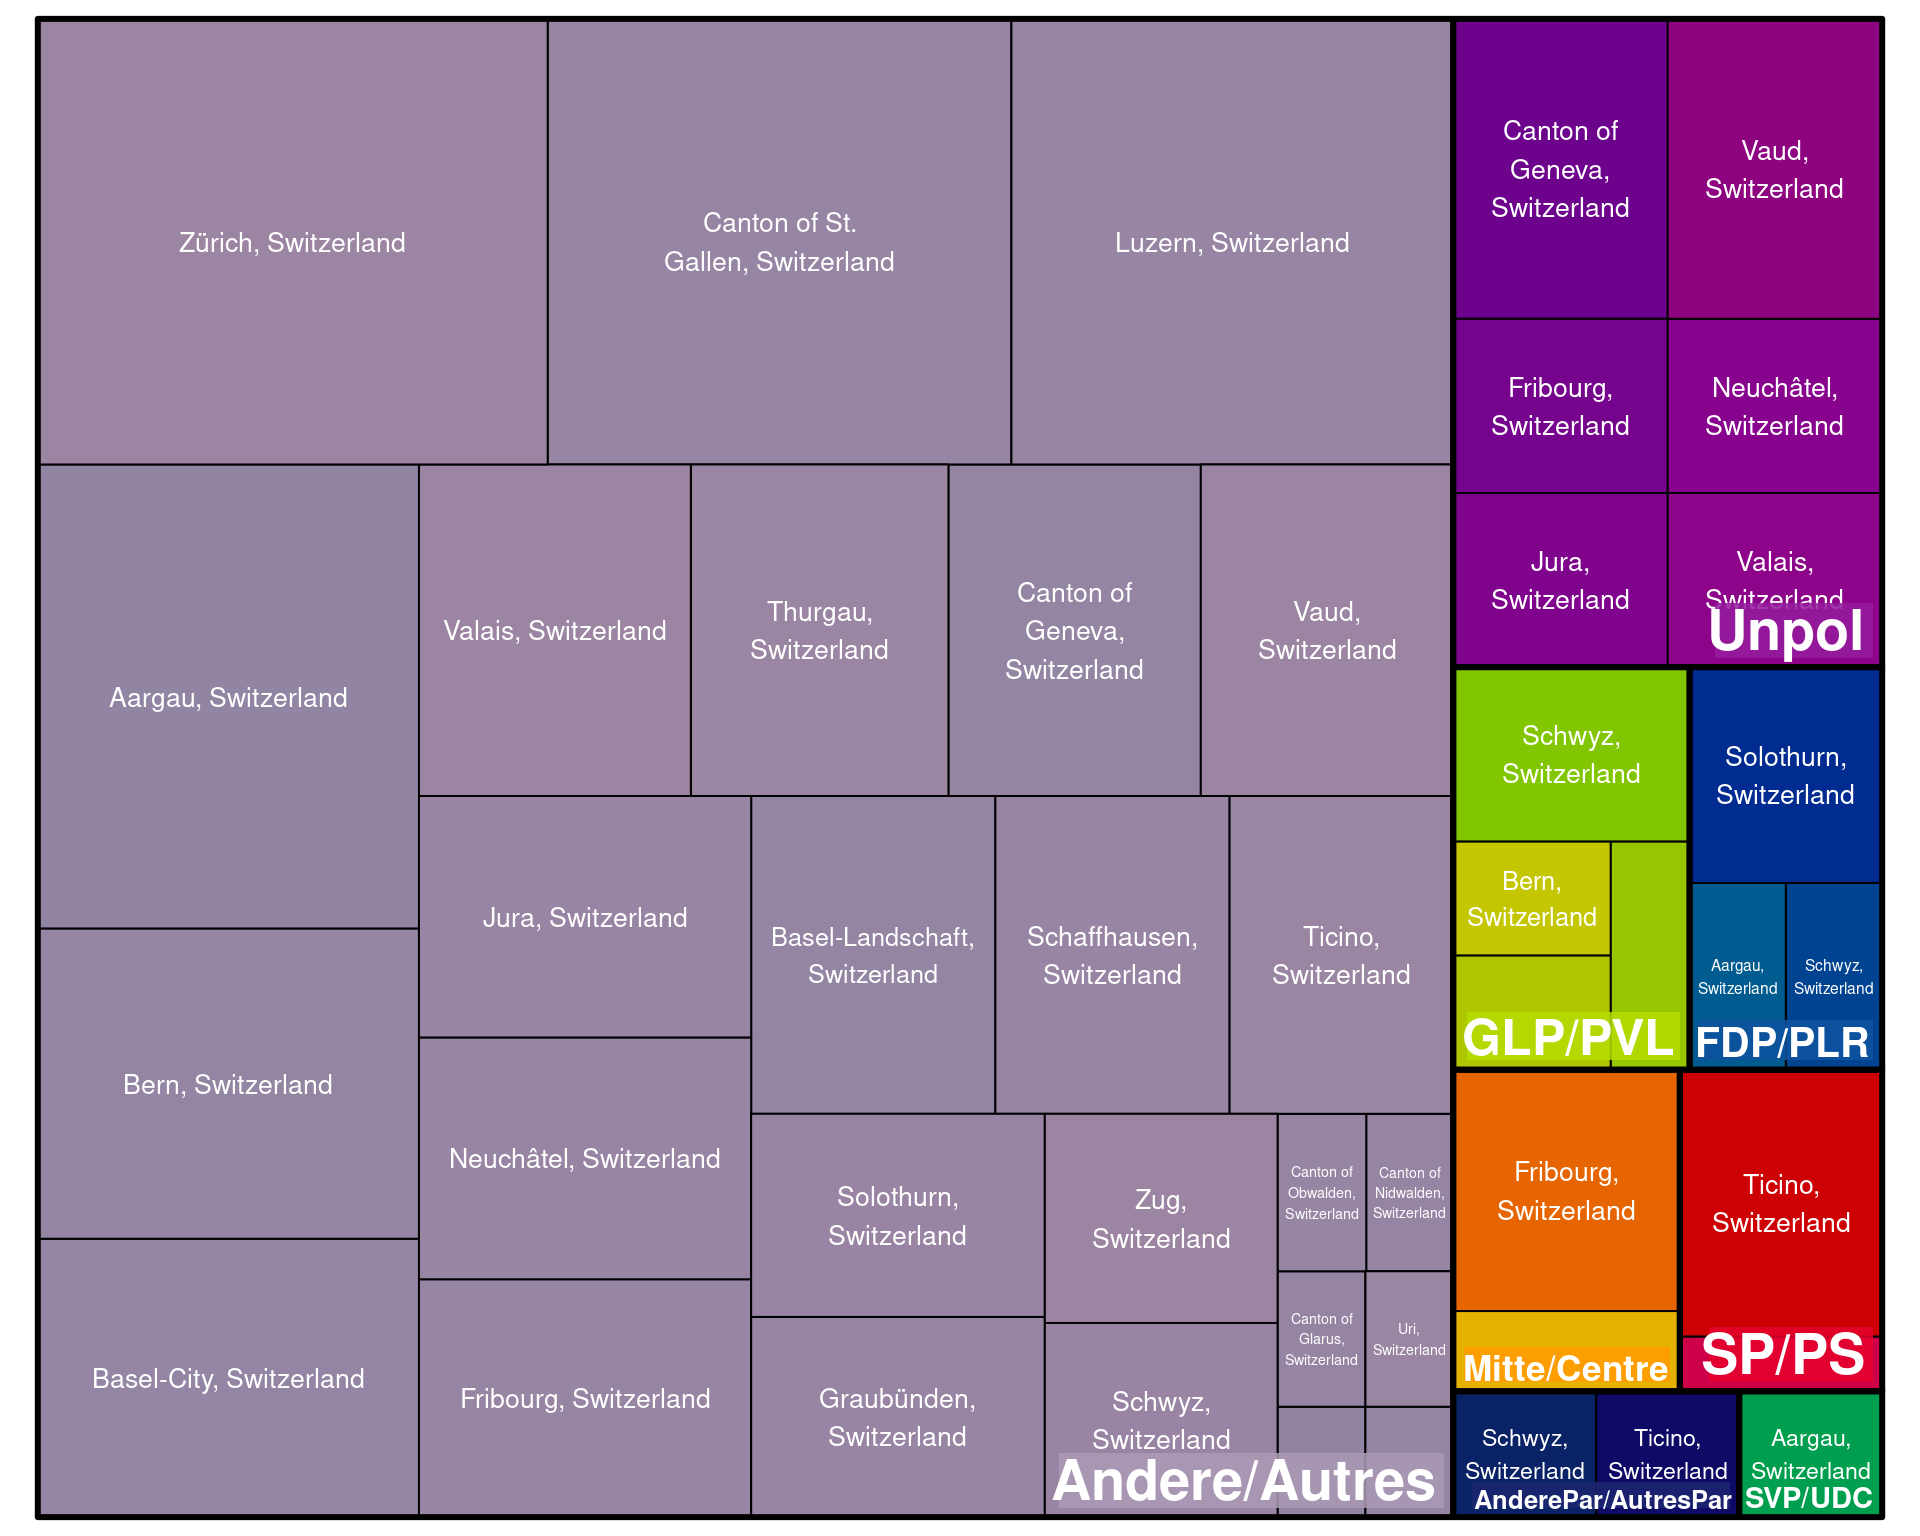 Zürich, Switzerland
Canton of St.
Gallen, Switzerland
Luzern, Switzerland
Aargau, Switzerland
Valais, Switzerland
Thurgau,
Switzerland
Canton of
Geneva,
Switzerland
Vaud,
Switzerland
Bern, Switzerland
Basel-City, Switzerland
Jura, Switzerland
Neuchâtel, Switzerland
Fribourg, Switzerland
Basel-Landschaft,
Switzerland
Schaffhausen,
Switzerland
Ticino,
Switzerland
Solothurn,
Switzerland
Graubünden,
Switzerland
Zug,
Switzerland
Schwyz,
Switzerland
Canton of
Obwalden,
Switzerland
Canton of
Nidwalden,
Switzerland
Canton of
Glarus,
Switzerland
Uri,
Switzerland
Andere/Autres
Canton of
Geneva,
Switzerland
Vaud,
Switzerland
Fribourg,
Switzerland
Neuchâtel,
Switzerland
Jura,
Switzerland
Valais,
Switzerland
Unpol
Schwyz,
Switzerland
Bern,
Switzerland
GLP/PVL
Solothurn,
Switzerland
Aargau,
Switzerland
Schwyz,
Switzerland
FDP/PLR
Fribourg,
Switzerland
Mitte/Centre
Ticino,
Switzerland
SP/PS
Schwyz,
Switzerland
Ticino,
Switzerland
AnderePar/AutresPar
Aargau,
Switzerland
SVP/UDC